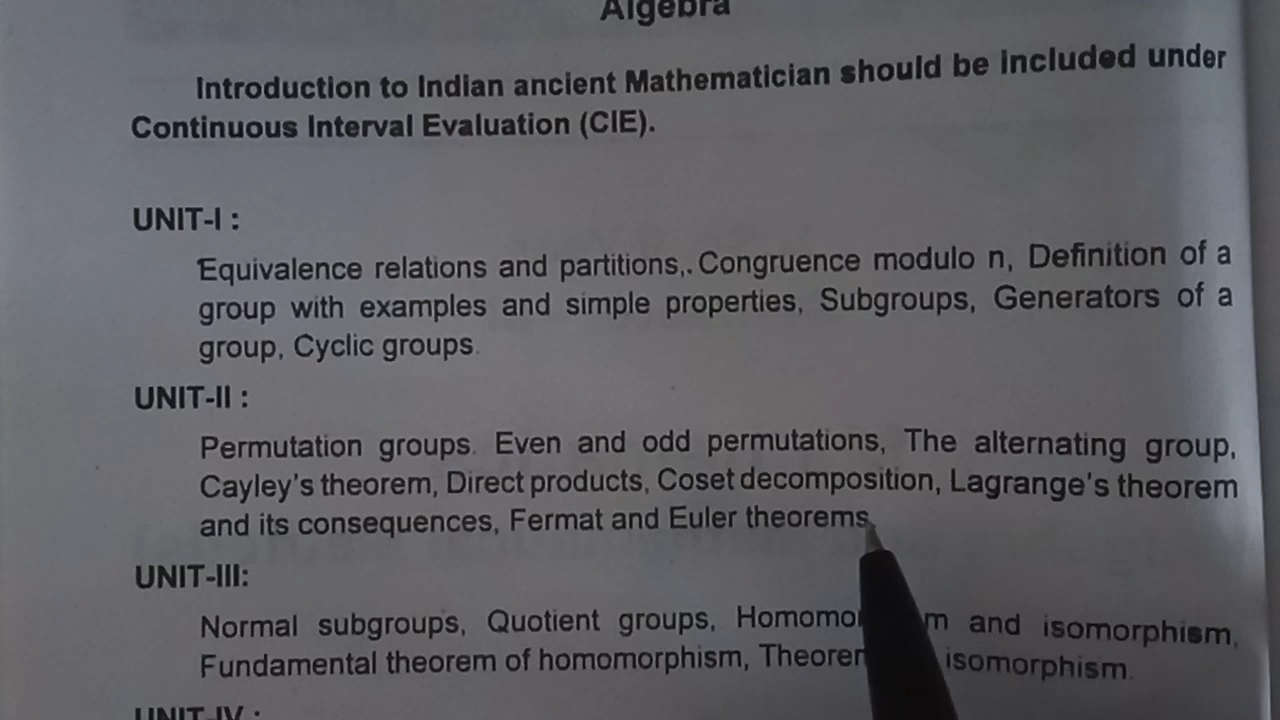 Algebra
Introduction to Indian ancient Mathematician should be included under
Continuous Interval Evaluation (CIE).
UNIT-I :
Equivalence relations and partitions,. Congruence modulo n, Definition of a
group with examples and simple properties, Subgroups, Generators of a
group, Cyclic groups.
UNIT-II :
Permutation groups. Even and odd permutations, The alternating group,
Cayley's theorem, Direct products, Coset decomposition, Lagrange's theorem
and its consequences, Fermat and Euler theorems
UNIT-III:
Normal subgroups, Quotient groups, and isomorphism,
Fundamental theorem of homomorphism, isomorphism.
UNIT-IV :